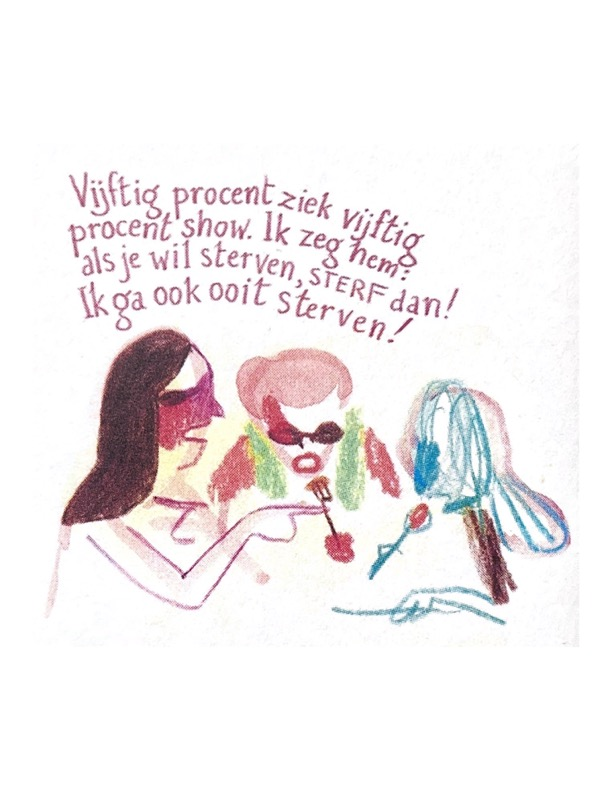 Vijftig procent ziek vijftig
procent show. Ik zeg hem:
als je wil sterven, STERF dan!
Ik ga ook ooit sterven!